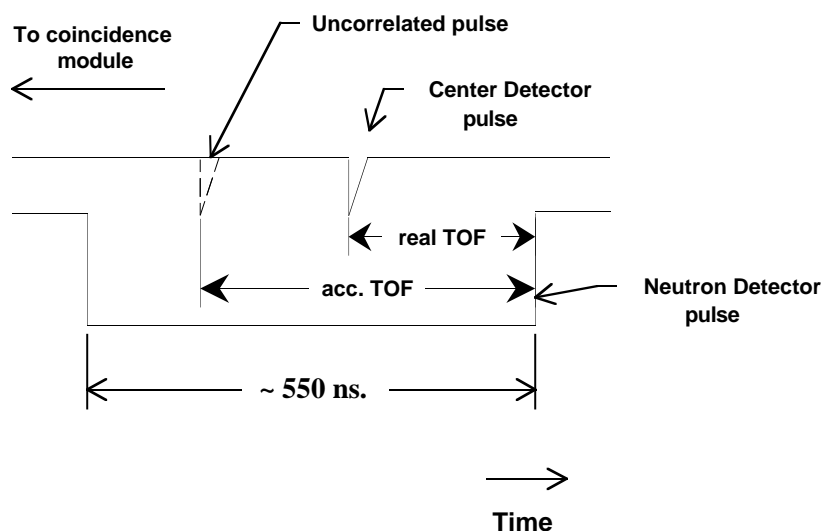 To coincidence
module
Uncorrelated pulse
Center Detector
pulse
real TOF
acc. TOF
Neutron Detector
pulse
~ 550 ns.
Time